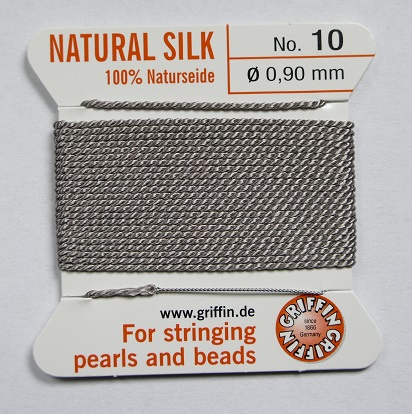 NATURAL SILK
100% Naturseide
No. 10
Ø 0,90 mm
www.griffin.de
For stringing
pearls and beads
GRIFFIN GRIFFIN
since
1866
Germany